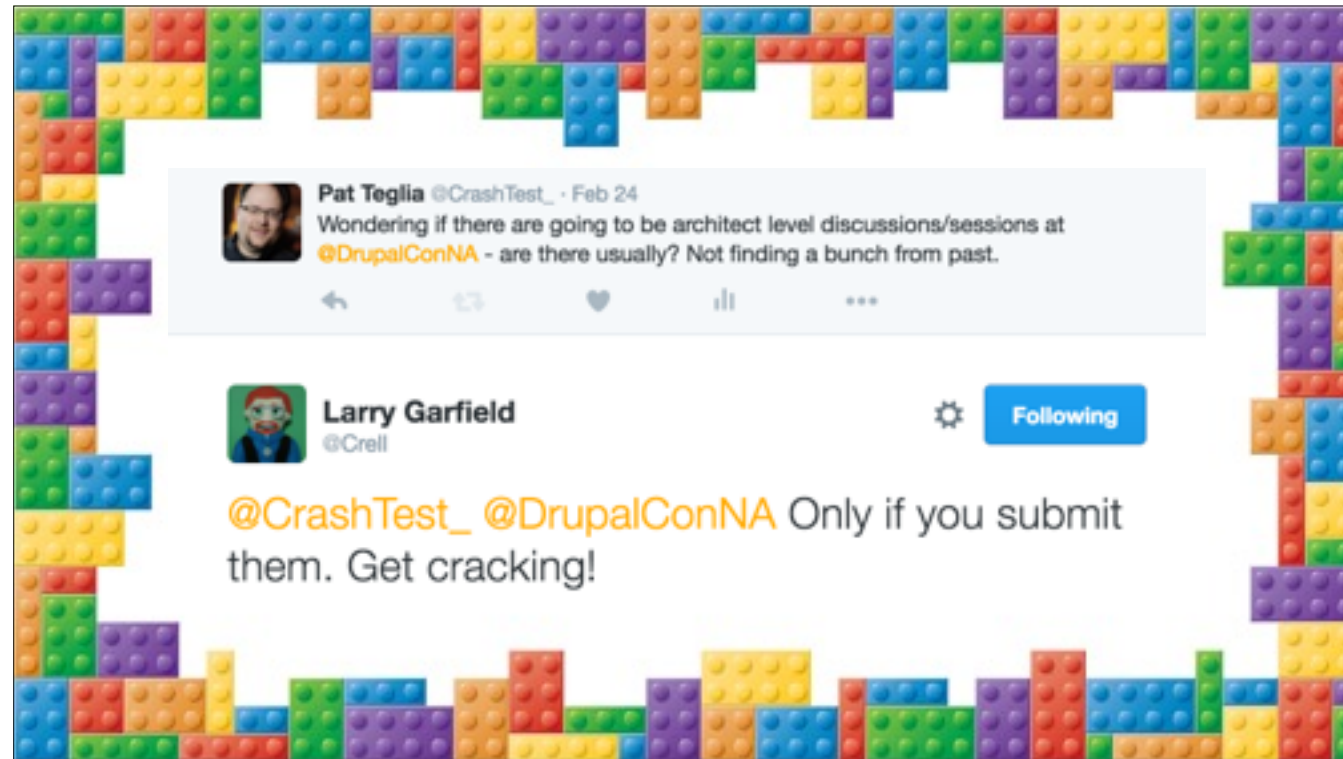 Pat Teglia @CrashTest_ · Feb 24
Wondering if there are going to be architect level discussions/sessions at
@DrupalConNA - are there usually? Not finding a bunch from past.
Larry Garfield
Following
@Crell
@CrashTest_ @DrupalConNA Only if you submit
them. Get cracking!